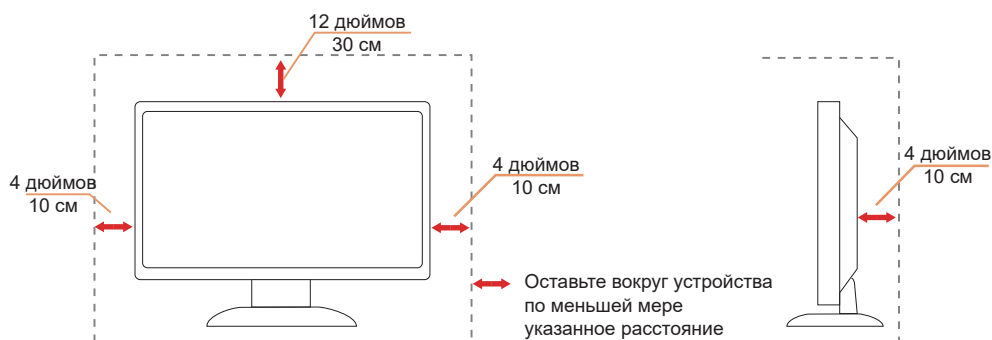 12 дюймов
30 см
4 дюймов
10 см
4 дюймов
10 см
4 дюймов
10 см
Оставьте вокруг устройства
по меньшей мере
указанное расстояние